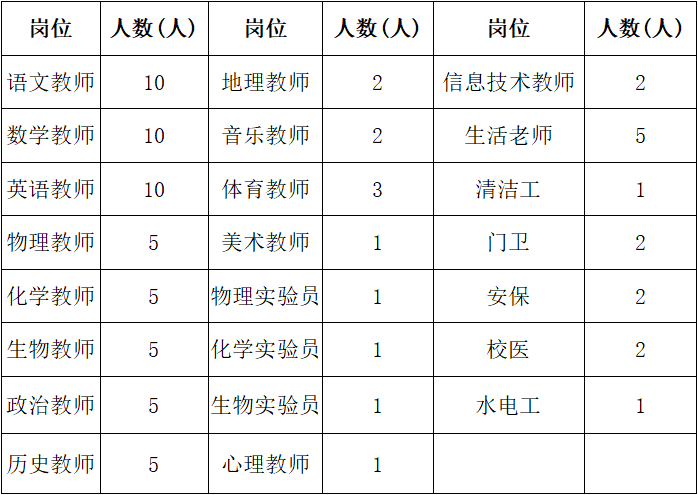 岗位 人数(人) 岗位 人数(人) 岗位 人数(人)
语文教师 10 地理教师 2 信息技术教师 2
数学教师 10 音乐教师 2 生活老师 5
英语教师 10 体育教师 3 清洁工 1
物理教师 5 美术教师 1 门卫 2
化学教师 5 物理实验员 1 安保 2
生物教师 5 化学实验员 1 校医 2
政治教师 5 生物实验员 1 水电工 1
历史教师 5 心理教师 1